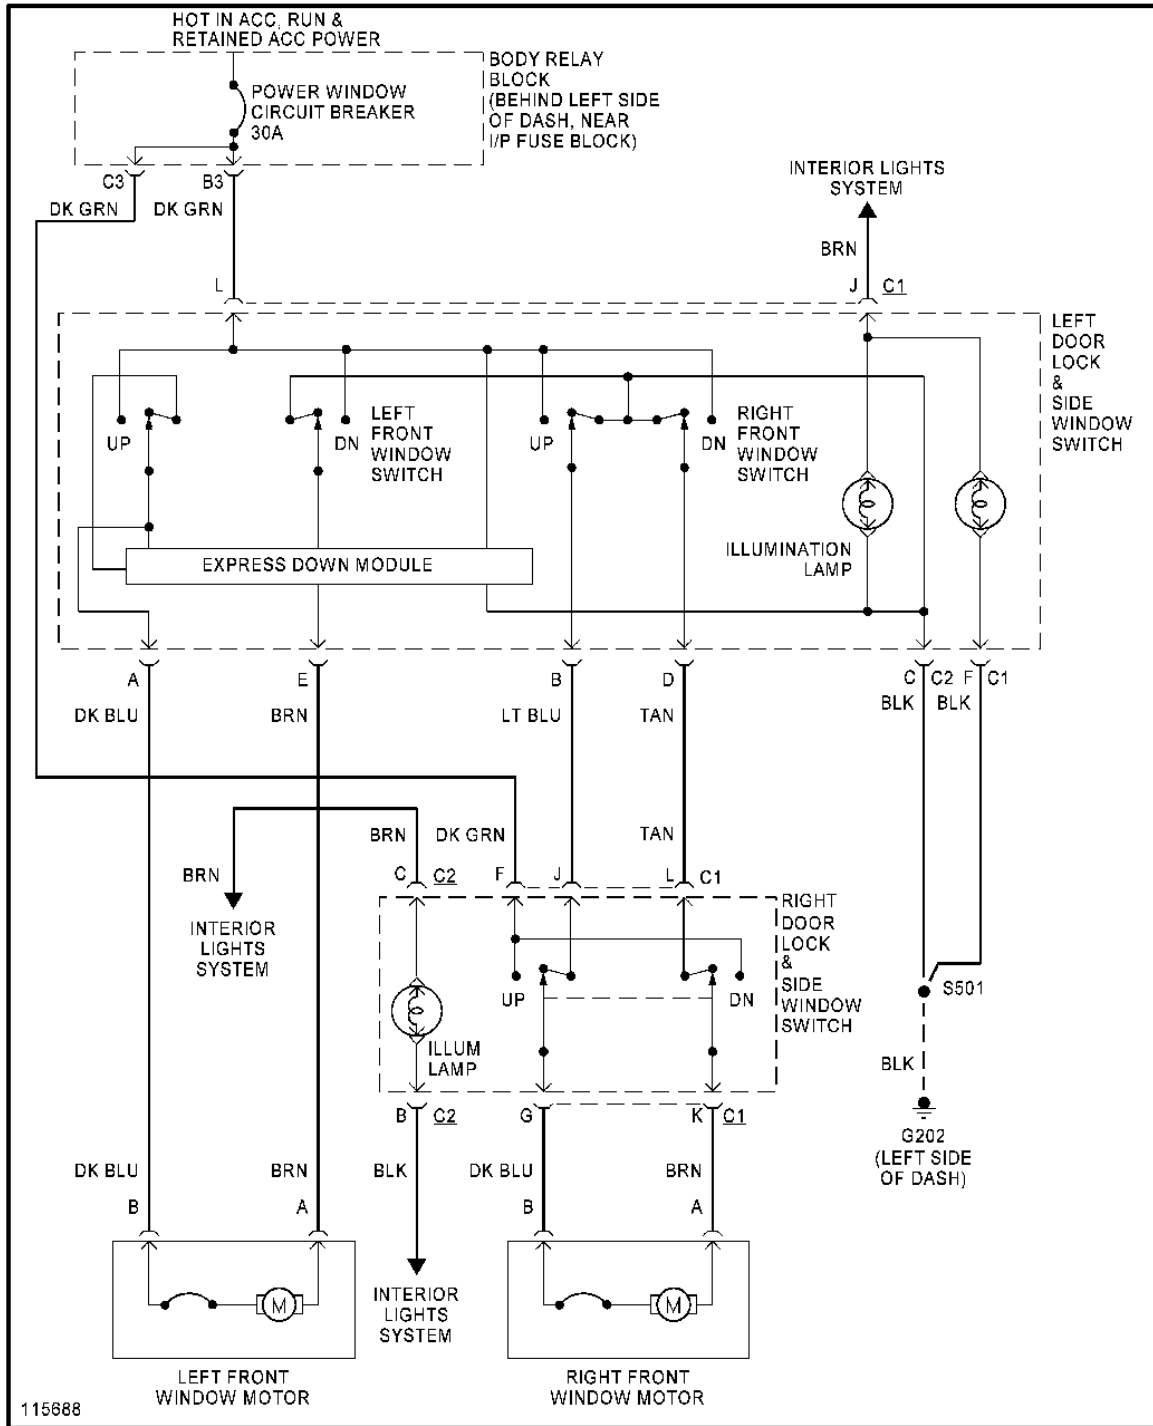 HOT IN ACC, RUN &
RETAINED ACC POWER
BODY RELAY
BLOCK
(BEHIND LEFT SIDE
OF DASH, NEAR
I/P FUSE BLOCK)
POWER WINDOW
CIRCUIT BREAKER
30A
C3
B3
DK GRN
DK GRN
INTERIOR LIGHTS
SYSTEM
BRN
L
J
C1
LEFT
DOOR
LOCK
&
SIDE
WINDOW
SWITCH
UP
DN
LEFT
FRONT
WINDOW
SWITCH
UP
DN
RIGHT
FRONT
WINDOW
SWITCH
ILLUMINATION
LAMP
EXPRESS DOWN MODULE
A
E
B
D
C
C2
F
C1
DK BLU
BRN
LT BLU
TAN
BLK
BLK
BRN
DK GRN
TAN
BRN
C
C2
F
J
L
C1
INTERIOR
LIGHTS
SYSTEM
RIGHT
DOOR
LOCK
&
SIDE
WINDOW
SWITCH
UP
DN
ILLUM
LAMP
S501
BLK
B
C2
G
K
C1
G202
(LEFT SIDE
OF DASH)
DK BLU
BRN
BLK
DK BLU
BRN
B
A
B
A
M
M
INTERIOR
LIGHTS
SYSTEM
LEFT FRONT
WINDOW MOTOR
RIGHT FRONT
WINDOW MOTOR
115688